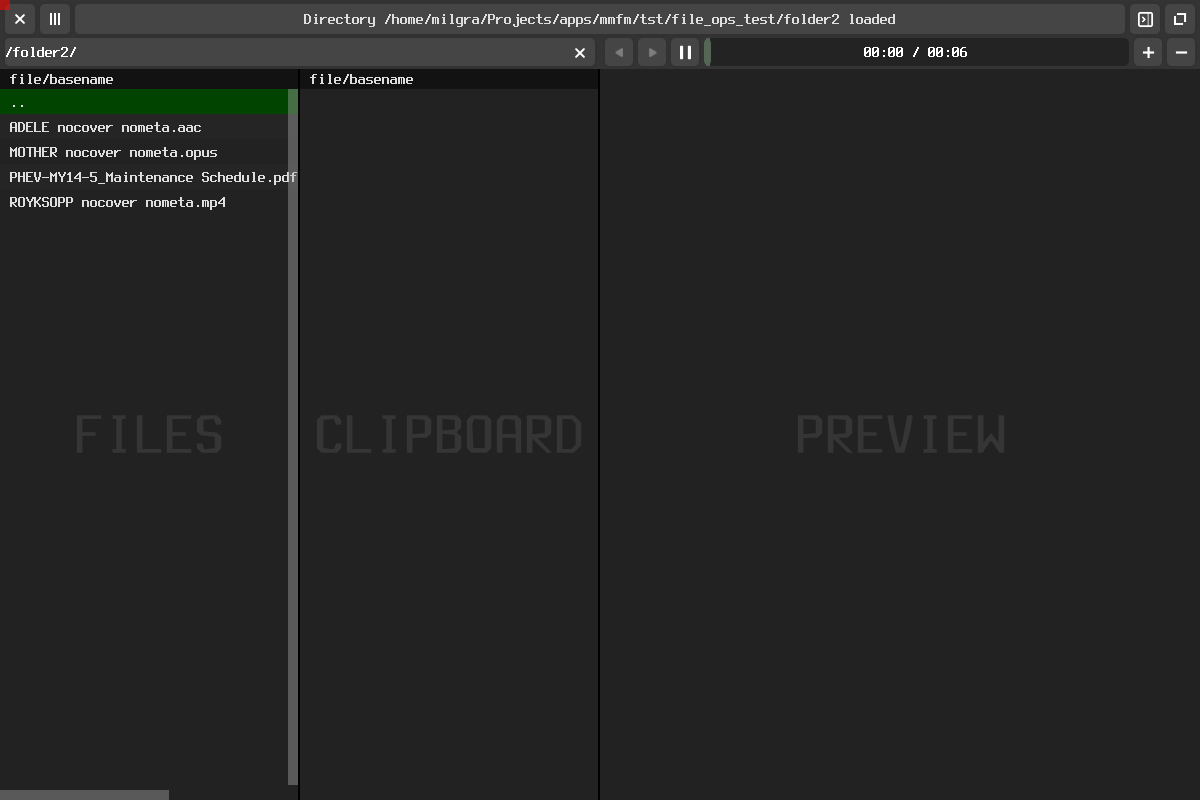 Directory /home/milgra/Projects/apps/mmfm/tst/file_ops_test/folder2 loaded
/folder2/
00:00 / 00:06
file/basename
file/basename
..
ADELE nocover nometa.aac
MOTHER nocover nometa.opus
PHEV-MY14-5_Maintenance Schedule.pdf
ROYKSOPP nocover nometa.mp4
FILES
CLIPBOARD
PREVIEW